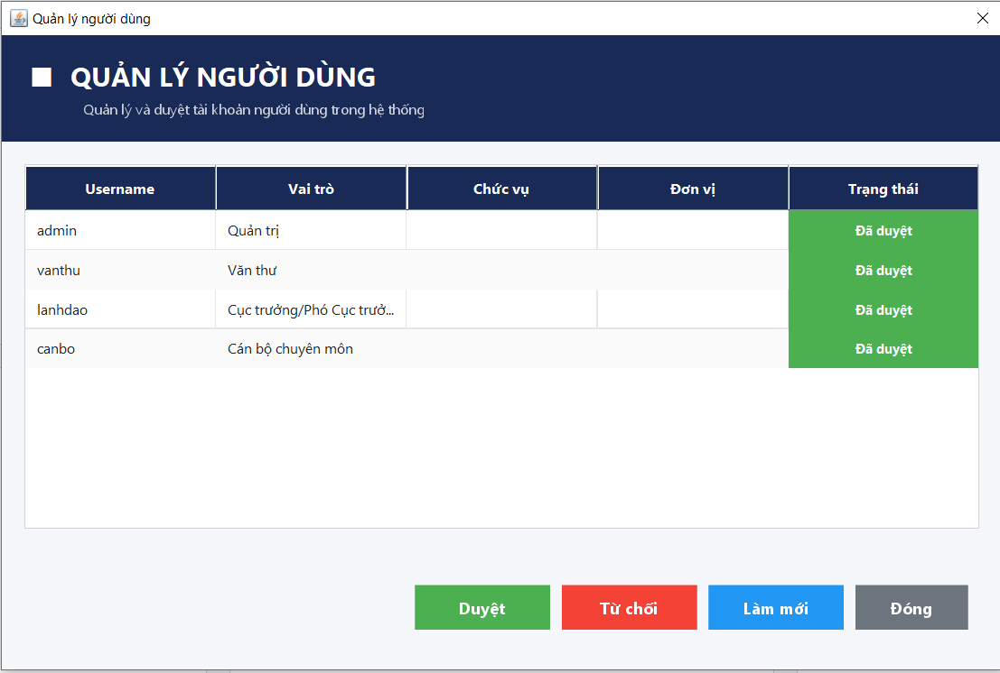 Quản lý người dùng
QUẢN LÝ NGƯỜI DÙNG
Quản lý và duyệt tài khoản người dùng trong hệ thống
Username Vai trò Chức vụ Đơn vị Trạng thái
admin Quản trị Đã duyệt
vanthu Văn thư Đã duyệt
lanhdao Cục trưởng/Phó Cục trưở... Đã duyệt
canbo Cán bộ chuyên môn Đã duyệt
Duyệt Từ chối Làm mới Đóng